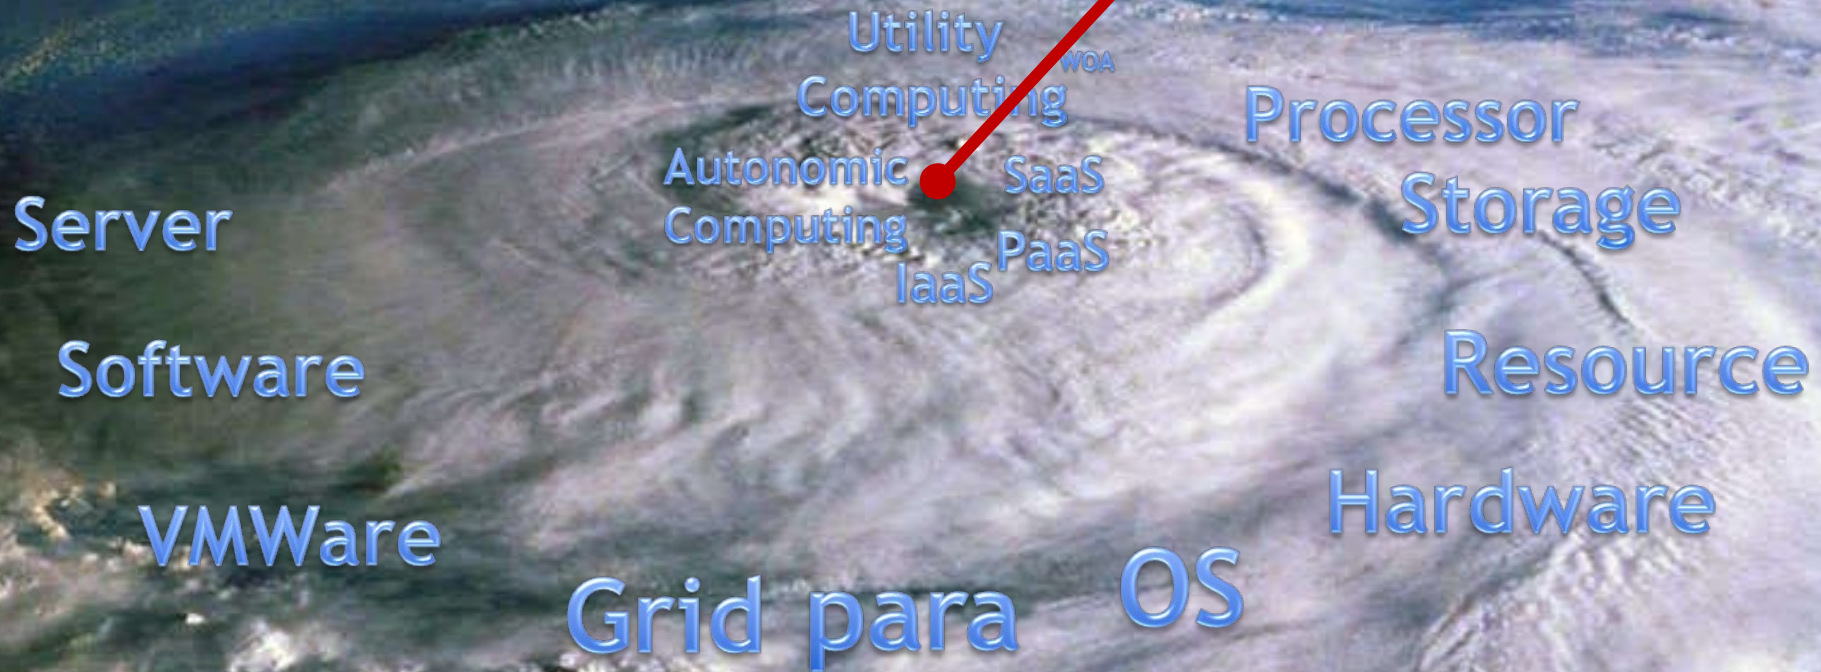 Utility
Computing
WOA
Processor
Autonomic
Computing
SaaS
Storage
Server
PaaS
IaaS
Software
Resource
VMWare
Hardware
Grid para
OS